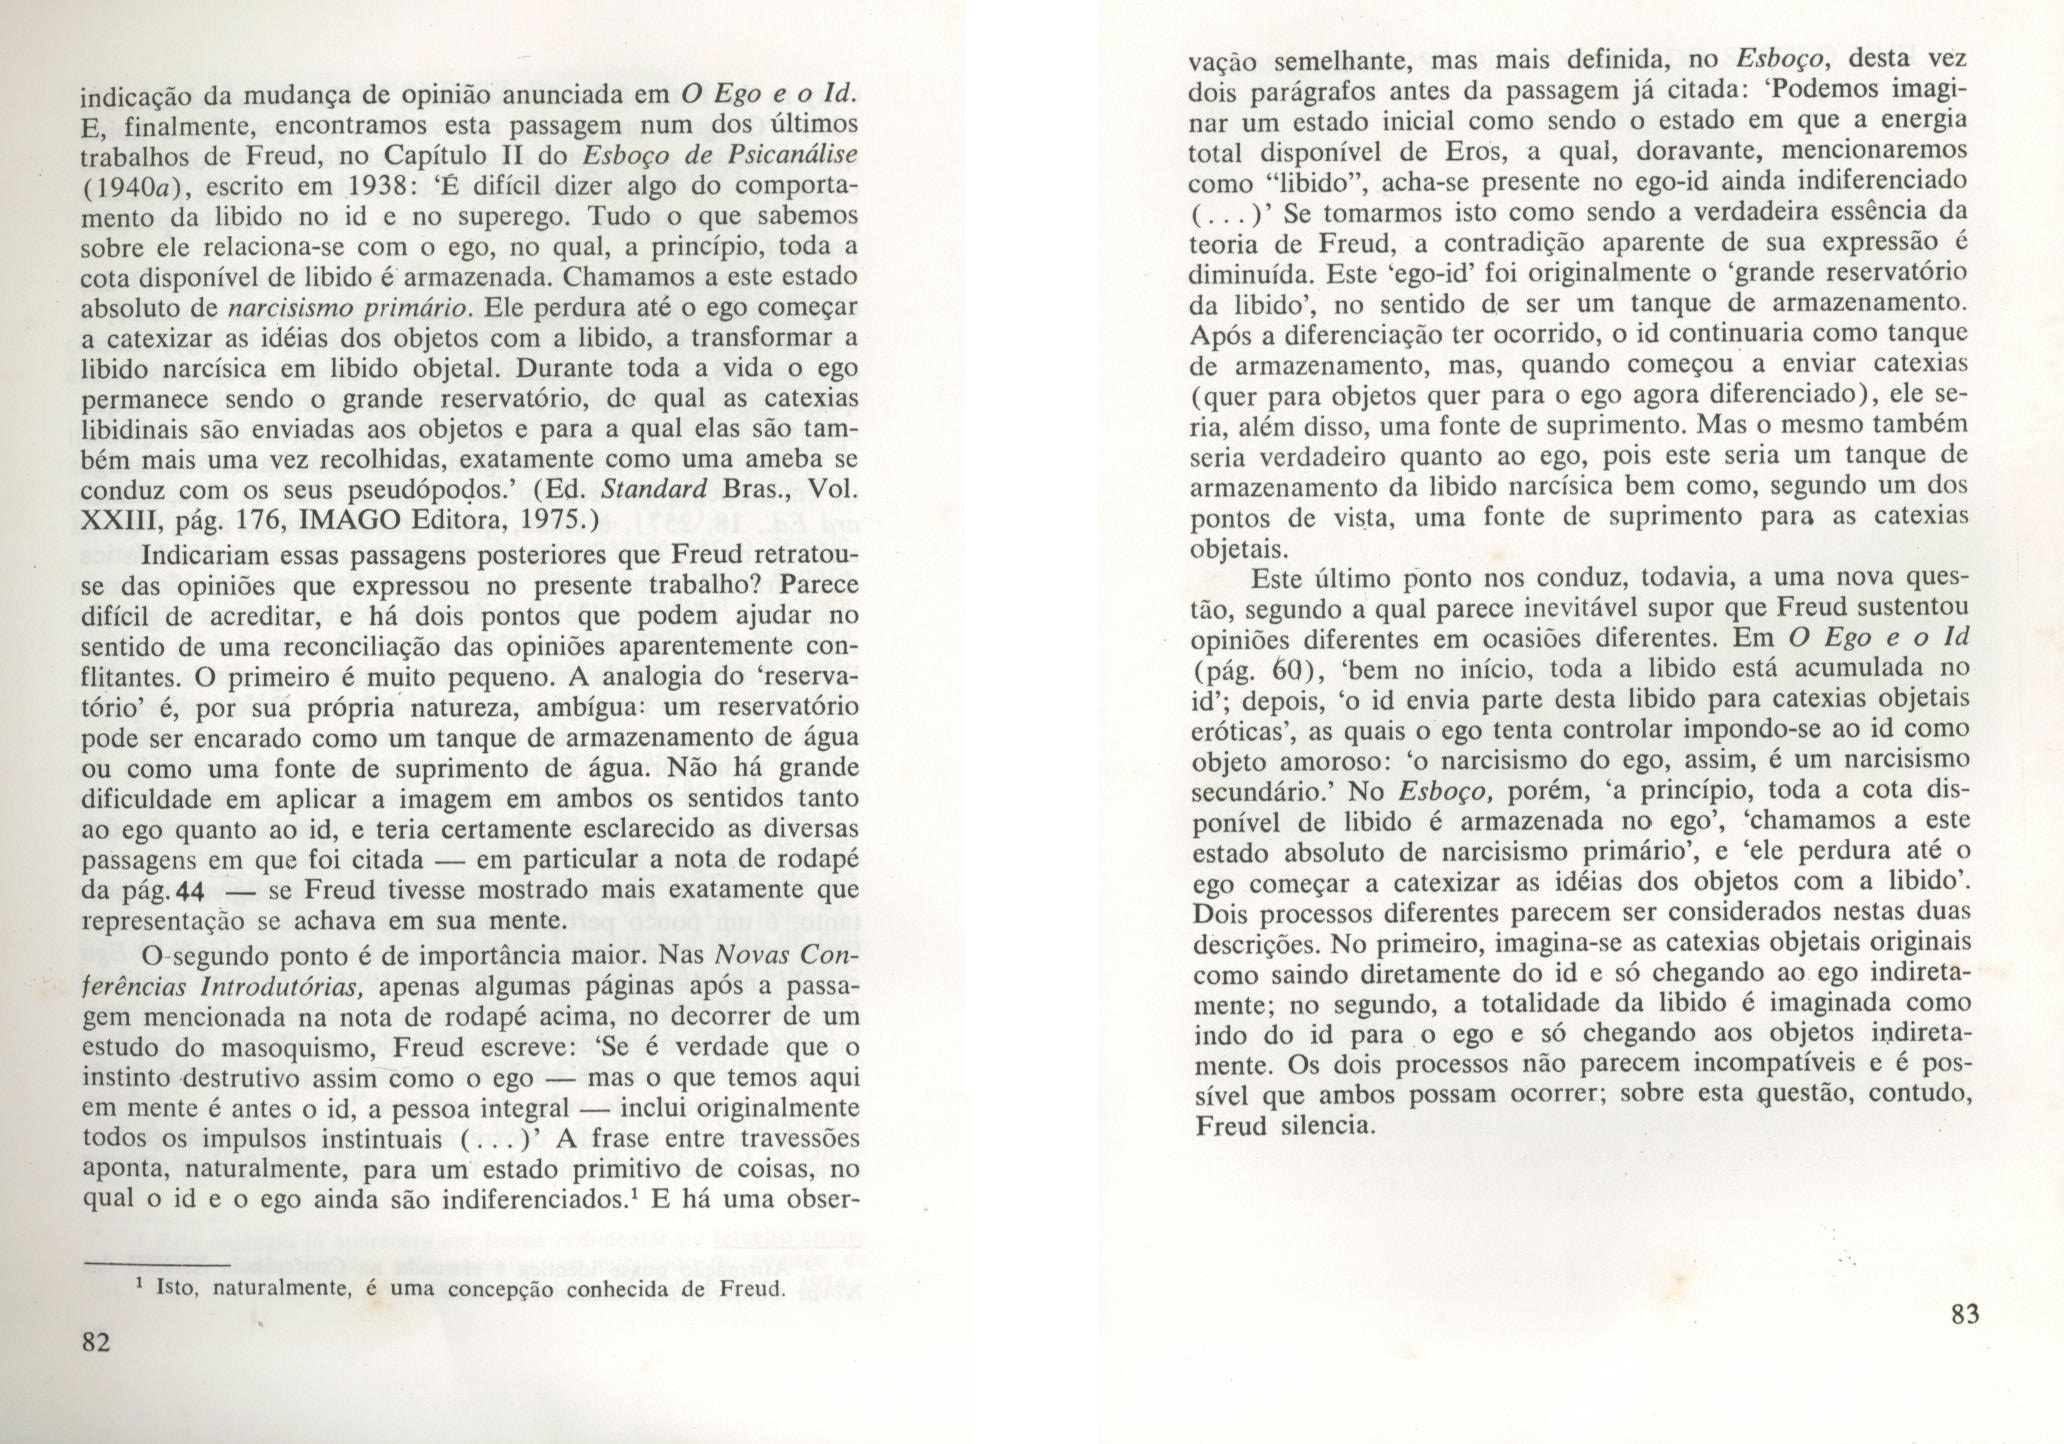 indicação da mudança de opinião anunciada em O Ego e o Id.
E, finalmente, encontramos esta passagem num dos últimos
trabalhos de Freud, no Capítulo II do Esboço de Psicanálise
(1940a), escrito em 1938: ‘É difícil dizer algo do comporta-
mento da libido no id e no superego. Tudo o que sabemos
sobre ele relaciona-se com o ego, no qual, a princípio, toda a
cota disponível de libido é armazenada. Chamamos a este estado
absoluto de narcisismo primário. Ele perdura até o ego começar
a catexizar as idéias dos objetos com a libido, a transformar a
libido narcísica em libido objetal. Durante toda a vida o ego
permanece sendo o grande reservatório, do qual as catexias
libidinais são enviadas aos objetos e para a qual elas são tam-
bém mais uma vez recolhidas, exatamente como uma ameba se
conduz com os seus pseudópodos.’ (Ed. Standard Bras., Vol.
XXIII, pág. 176, IMAGO Editora, 1975.)
Indicariam essas passagens posteriores que Freud retratou-
se das opiniões que expressou no presente trabalho? Parece
difícil de acreditar, e há dois pontos que podem ajudar no
sentido de uma reconciliação das opiniões aparentemente con-
flitantes. O primeiro é muito pequeno. A analogia do ‘reserva-
tório’ é, por sua própria natureza, ambígua: um reservatório
pode ser encarado como um tanque de armazenamento de água
ou como uma fonte de suprimento de água. Não há grande
dificuldade em aplicar a imagem em ambos os sentidos tanto
ao ego quanto ao id, e teria certamente esclarecido as diversas
passagens em que foi citada — em particular a nota de rodapé
da pág. 44 — se Freud tivesse mostrado mais exatamente que
representação se achava em sua mente.
O segundo ponto é de importância maior. Nas Novas Con-
ferências Introdutórias, apenas algumas páginas após a passa-
gem mencionada na nota de rodapé acima, no decorrer de um
estudo do masoquismo, Freud escreve: ‘Se é verdade que o
instinto destrutivo assim como o ego — mas o que temos aqui
em mente é antes o id, a pessoa integral — inclui originalmente
todos os impulsos instintuais (...)’ A frase entre travessões
aponta, naturalmente, para um estado primitivo de coisas, no
qual o id e o ego ainda são indiferenciados.¹ E há uma obser-
¹ Isto, naturalmente, é uma concepção conhecida de Freud.
82
vação semelhante, mas mais definida, no Esboço, desta vez
dois parágrafos antes da passagem já citada: ‘Podemos imagi-
nar um estado inicial como sendo o estado em que a energia
total disponível de Eros, a qual, doravante, mencionaremos
como “libido”, acha-se presente no ego-id ainda indiferenciado
(...)’ Se tomarmos isto como sendo a verdadeira essência da
teoria de Freud, a contradição aparente de sua expressão é
diminuída. Este ‘ego-id’ foi originalmente o ‘grande reservatório
da libido’, no sentido de ser um tanque de armazenamento.
Após a diferenciação ter ocorrido, o id continuaria como tanque
de armazenamento, mas, quando começou a enviar catexias
(quer para objetos quer para o ego agora diferenciado), ele se-
ria, além disso, uma fonte de suprimento. Mas o mesmo também
seria verdadeiro quanto ao ego, pois este seria um tanque de
armazenamento da libido narcísica bem como, segundo um dos
pontos de vista, uma fonte de suprimento para as catexias
objetais.
Este último ponto nos conduz, todavia, a uma nova ques-
tão, segundo a qual parece inevitável supor que Freud sustentou
opiniões diferentes em ocasiões diferentes. Em O Ego e o Id
(pág. 60), ‘bem no início, toda a libido está acumulada no
id’; depois, ‘o id envia parte desta libido para catexias objetais
eróticas’, as quais o ego tenta controlar impondo-se ao id como
objeto amoroso: ‘o narcisismo do ego, assim, é um narcisismo
secundário.’ No Esboço, porém, ‘a princípio, toda a cota dis-
ponível de libido é armazenada no ego’, ‘chamamos a este
estado absoluto de narcisismo primário’, e ‘ele perdura até o
ego começar a catexizar as idéias dos objetos com a libido’.
Dois processos diferentes parecem ser considerados nestas duas
descrições. No primeiro, imagina-se as catexias objetais originais
como saindo diretamente do id e só chegando ao ego indireta-
mente; no segundo, a totalidade da libido é imaginada como
indo do id para o ego e só chegando aos objetos indireta-
mente. Os dois processos não parecem incompatíveis e é pos-
sível que ambos possam ocorrer; sobre esta questão, contudo,
Freud silencia.
83